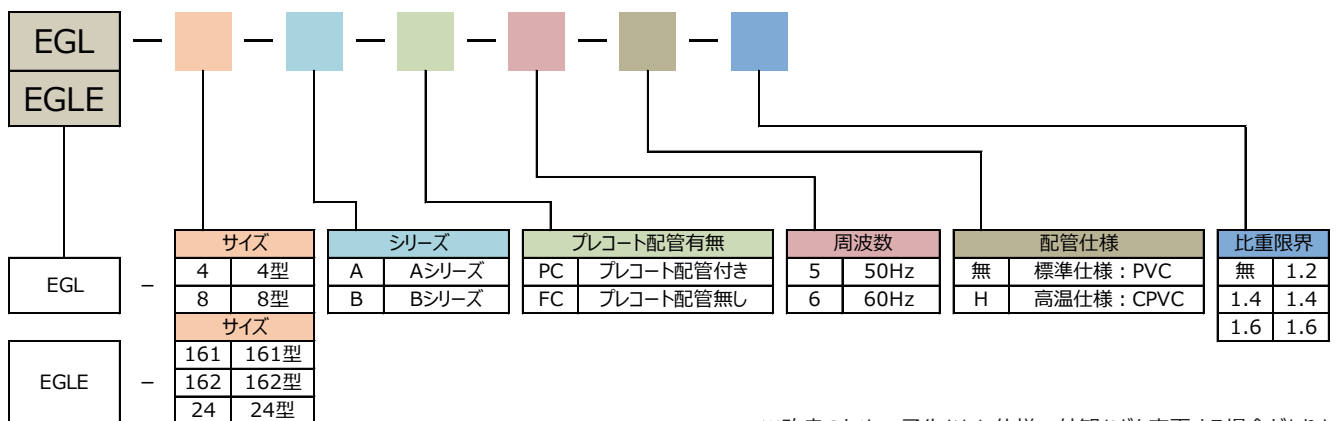 EGL — — — — — —
EGLE
サイズ シリーズ プレコート配管有無 周波数 配管仕様 比重限界
EGL − 4 4型 A Aシリーズ PC プレコート配管付き 5 50Hz 無 標準仕様：PVC 無 1.2
8 8型 B Bシリーズ FC プレコート配管無し 6 60Hz H 高温仕様：CPVC 1.4 1.4
サイズ 1.6 1.6
161 161型
EGLE − 162 162型
24 24型